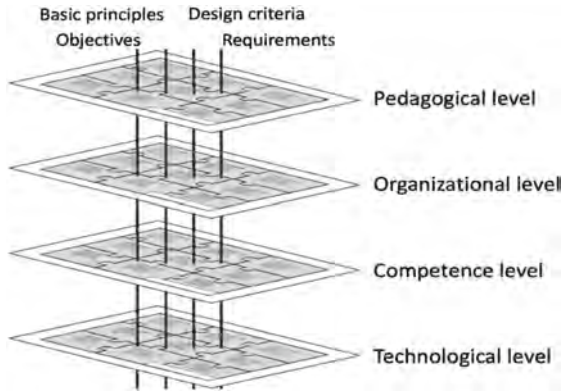 Basic principles Design criteria
Objectives Requirements
Pedagogical level
Organizational level
Competence level
Technological level